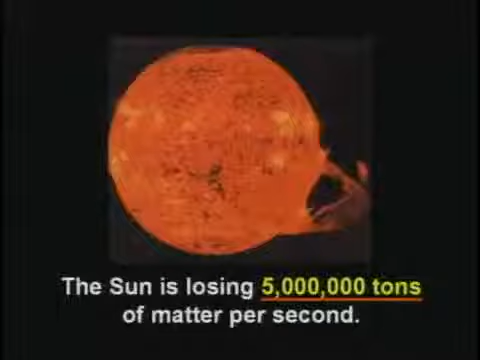 The Sun is losing 5,000,000 tons
of matter per second.